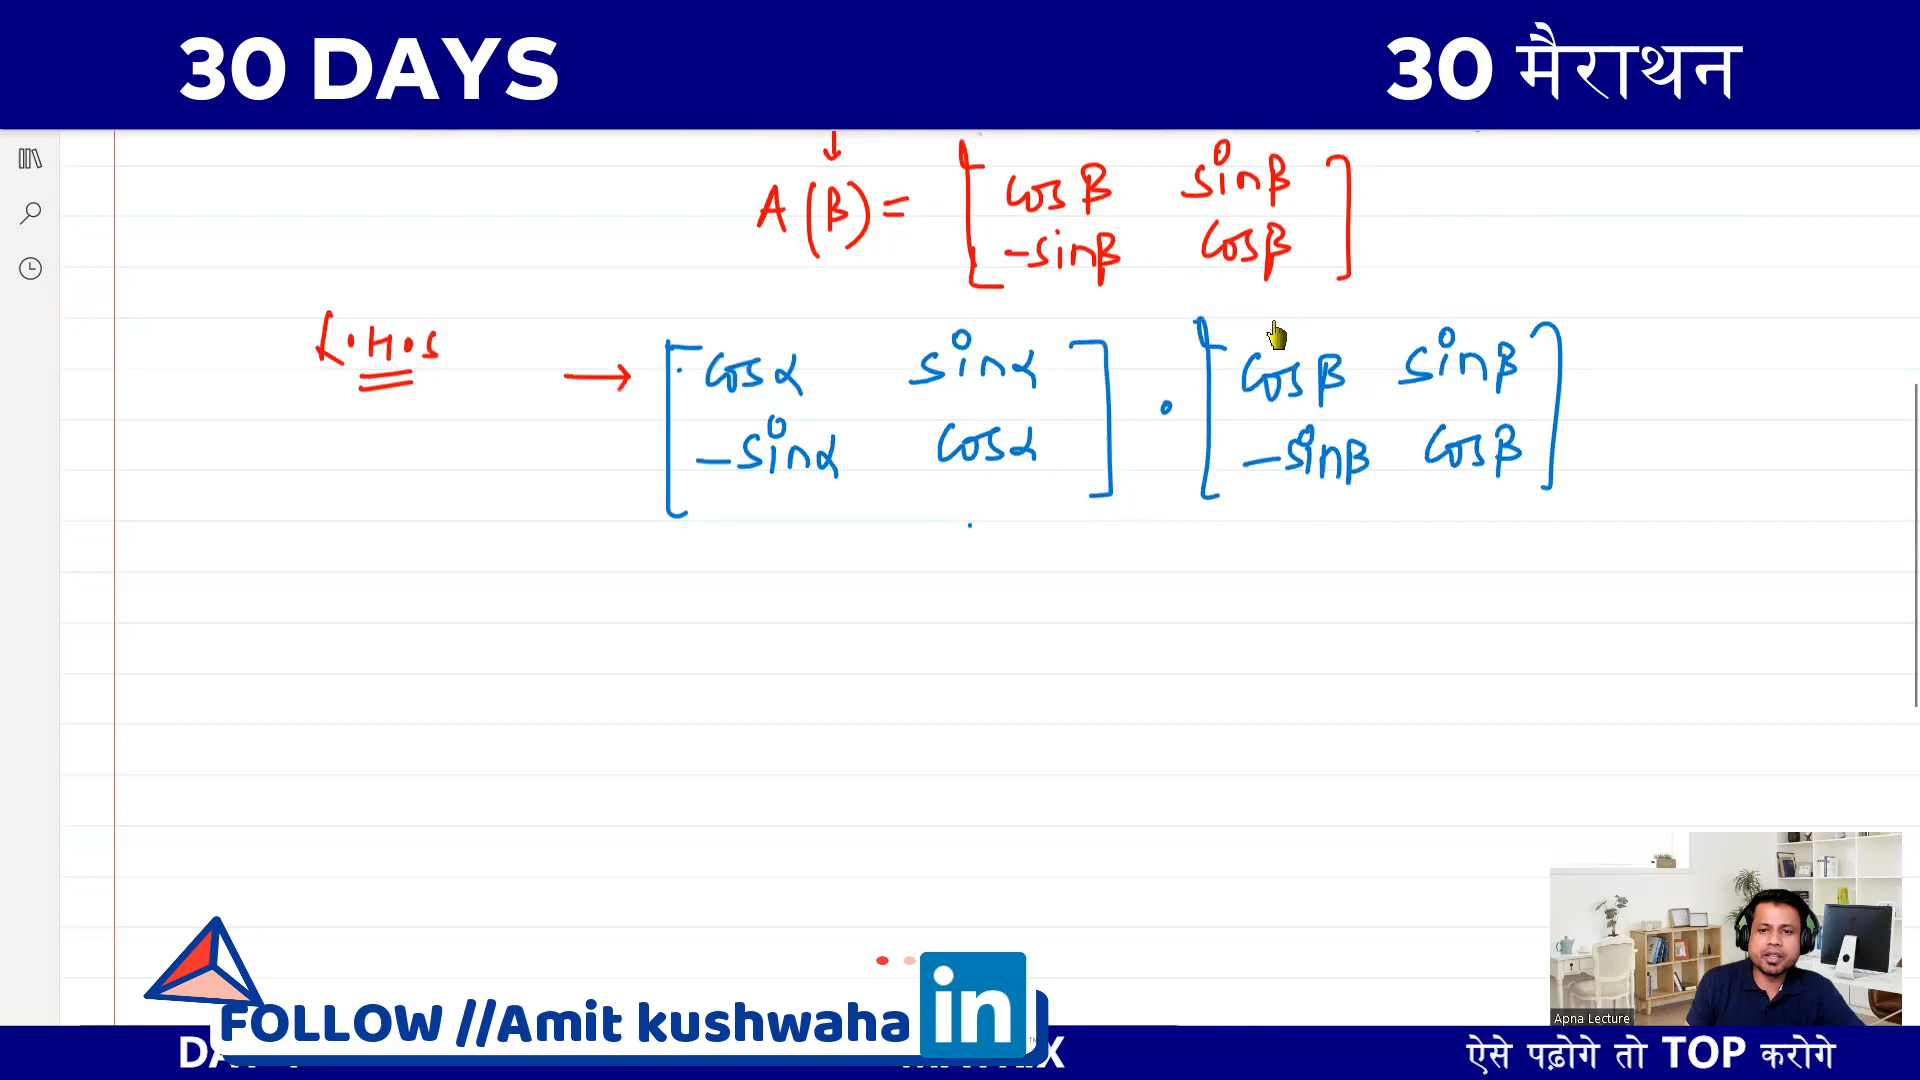 30 DAYS 30 मैराथन
A (β) = [ cosβ sinβ
-sinβ cosβ ]
L.H.S → [ cosα sinα
-sinα cosα ] . [ cosβ sinβ
-sinβ cosβ ]
Apna Lecture
FOLLOW //Amit kushwaha in
ऐसे पढ़ोगे तो TOP करोगे